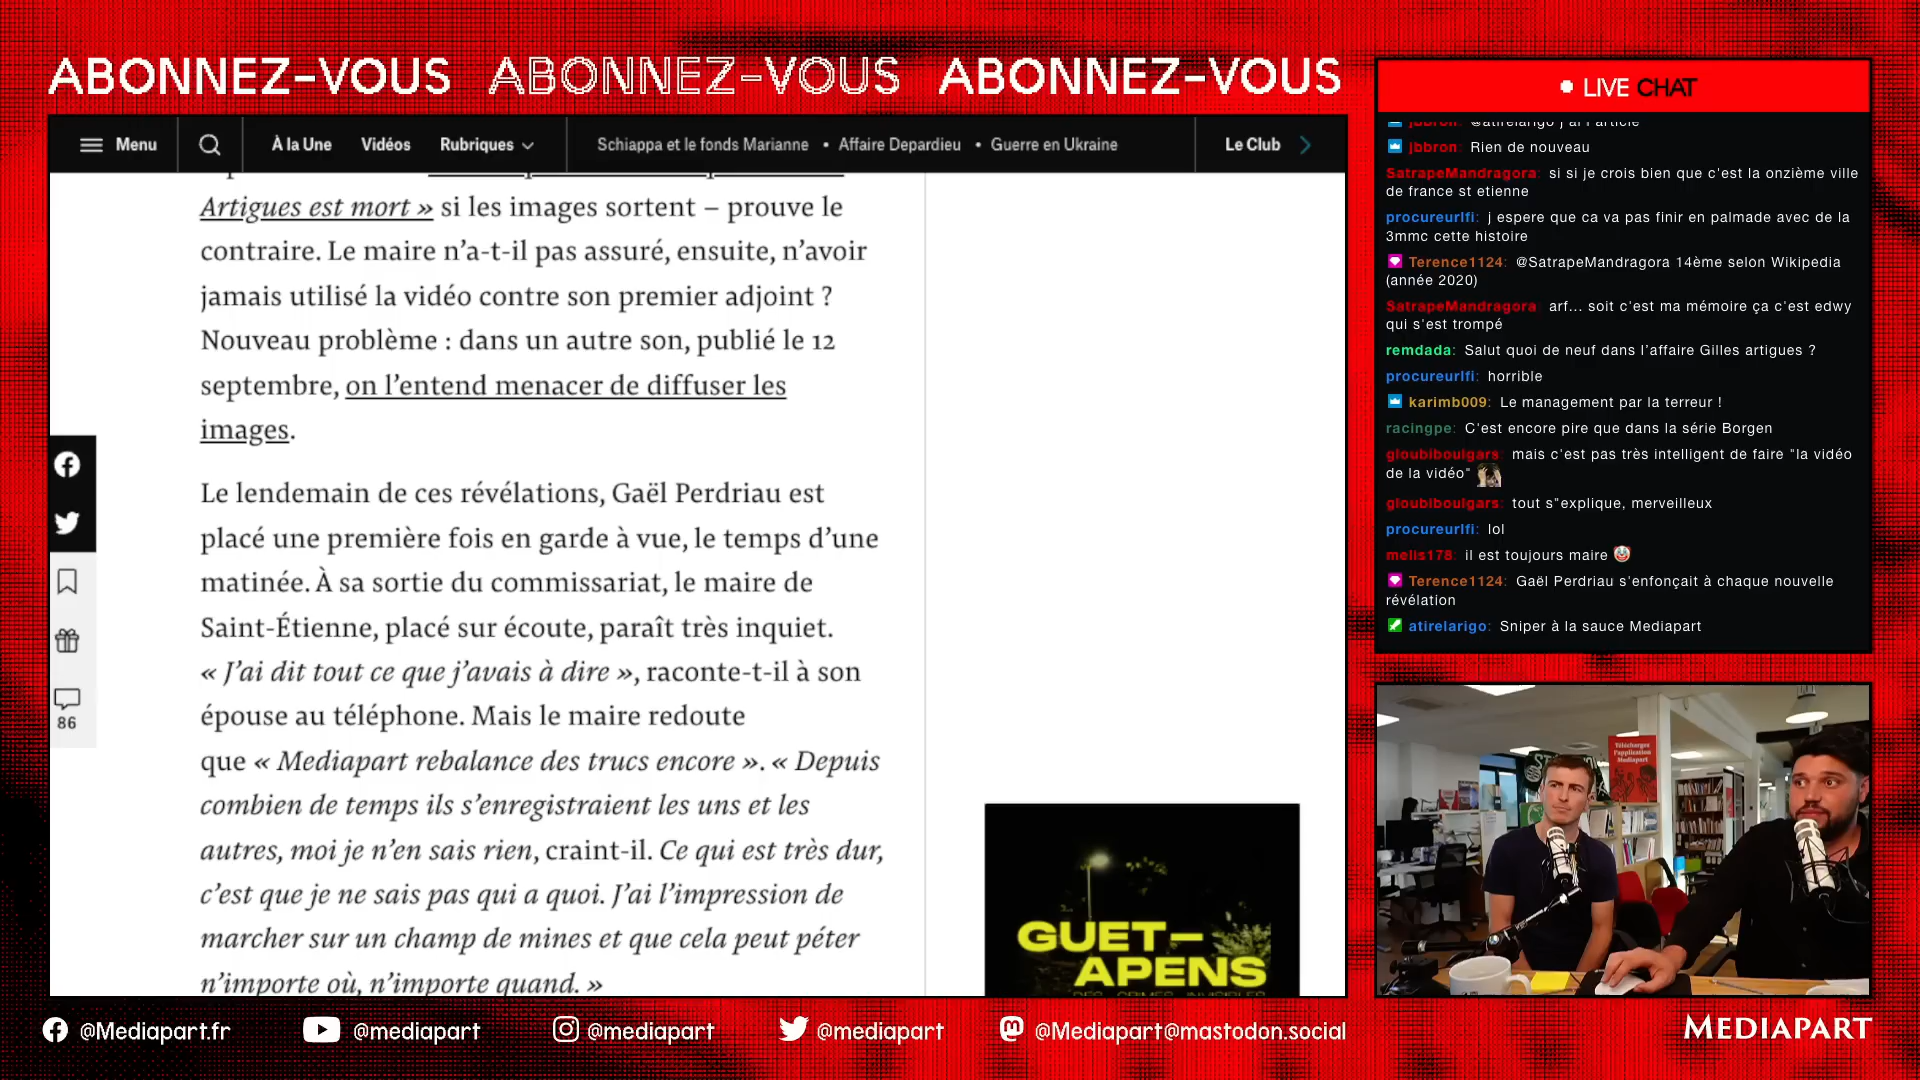 ABONNEZ-VOUS ABONNEZ-VOUS ABONNEZ-VOUS
Menu
À la Une
Vidéos
Rubriques
Schiappa et le fonds Marianne • Affaire Depardieu • Guerre en Ukraine
Le Club
Artigues est mort » si les images sortent – prouve le
contraire. Le maire n’a-t-il pas assuré, ensuite, n’avoir
jamais utilisé la vidéo contre son premier adjoint ?
Nouveau problème : dans un autre son, publié le 12
septembre, on l’entend menacer de diffuser les
images.
Le lendemain de ces révélations, Gaël Perdriau est
placé une première fois en garde à vue, le temps d’une
matinée. À sa sortie du commissariat, le maire de
Saint-Étienne, placé sur écoute, paraît très inquiet.
« J’ai dit tout ce que j’avais à dire », raconte-t-il à son
épouse au téléphone. Mais le maire redoute
que « Mediapart rebalance des trucs encore ». « Depuis
combien de temps ils s’enregistraient les uns et les
autres, moi je n’en sais rien, craint-il. Ce qui est très dur,
c’est que je ne sais pas qui a quoi. J’ai l’impression de
marcher sur un champ de mines et que cela peut péter
n’importe où, n’importe quand. »
86
GUET-
APENS
LIVE CHAT
jbbron: @atirelarigo j'ai l'article
jbbron: Rien de nouveau
SatrapeMandragora: si si je crois bien que c'est la onzième ville
de france st etienne
procureurlfi: j espere que ca va pas finir en palmade avec de la
3mmc cette histoire
Terence1124: @SatrapeMandragora 14ème selon Wikipedia
(année 2020)
SatrapeMandragora: arf... soit c'est ma mémoire ça c'est edwy
qui s'est trompé
remdada: Salut quoi de neuf dans l'affaire Gilles artigues ?
procureurlfi: horrible
karimb009: Le management par la terreur !
racingpe: C'est encore pire que dans la série Borgen
gloubiboulgars: mais c'est pas très intelligent de faire "la vidéo
de la vidéo"
gloubiboulgars: tout s"explique, merveilleux
procureurlfi: lol
melis178: il est toujours maire 🤡
Terence1124: Gaël Perdriau s'enfonçait à chaque nouvelle
révélation
atirelarigo: Sniper à la sauce Mediapart
Téléchargez
l'application
Mediapart
@Mediapart.fr
@mediapart
@mediapart
@mediapart
@Mediapart@mastodon.social
MEDIAPART